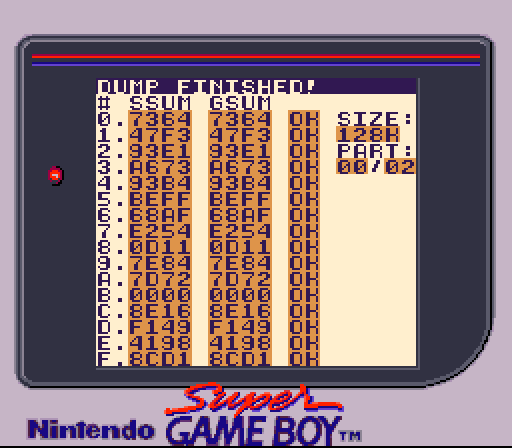 DUMP FINISHED!
# SSUM GSUM
0.7364 7364 OK SIZE:
1.47F3 47F3 OK 128K
2.93E1 93E1 OK PART:
3.A673 A673 OK 00/02
4.93B4 93B4 OK
5.BEFF BEFF OK
6.68AF 68AF OK
7.E254 E254 OK
8.0D11 0D11 OK
9.7E84 7E84 OK
A.7D72 7D72 OK
B.0000 0000 OK
C.8E16 8E16 OK
D.F149 F149 OK
E.4198 4198 OK
F.8CD1 8CD1 OK
Super
Nintendo GAME BOY™